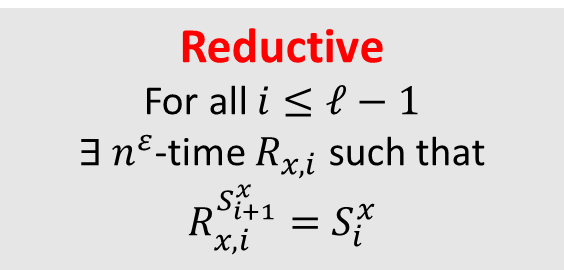 Reductive
For all 𝑖 ≤ ℓ − 1
∃ 𝑛^𝜀-time 𝑅_{𝑥,𝑖} such that
𝑅_{𝑥,𝑖}^{𝑆_{𝑖+1}^𝑥} = 𝑆_𝑖^𝑥